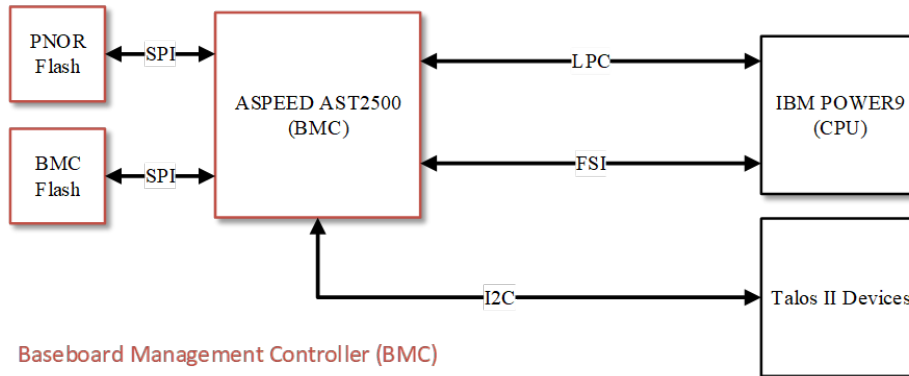 PNOR
Flash
SPI
ASPEED AST2500
(BMC)
LPC
IBM POWER9
(CPU)
BMC
Flash
SPI
FSI
I2C
Talos II Devices
Baseboard Management Controller (BMC)